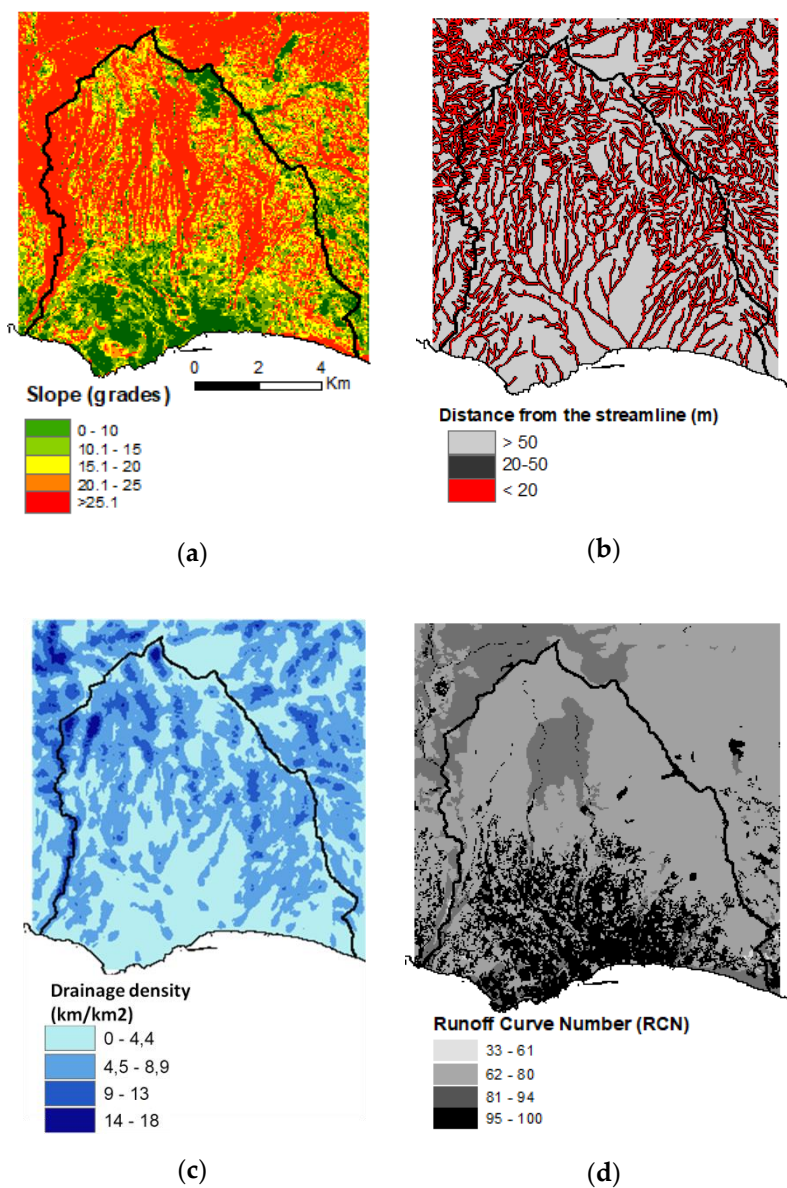 0 2 4
Km
Slope (grades)
0 - 10
10.1 - 15
15.1 - 20
20.1 - 25
>25.1
(a)
Distance from the streamline (m)
> 50
20-50
< 20
(b)
Drainage density
(km/km2)
0 - 4,4
4,5 - 8,9
9 - 13
14 - 18
(c)
Runoff Curve Number (RCN)
33 - 61
62 - 80
81 - 94
95 - 100
(d)